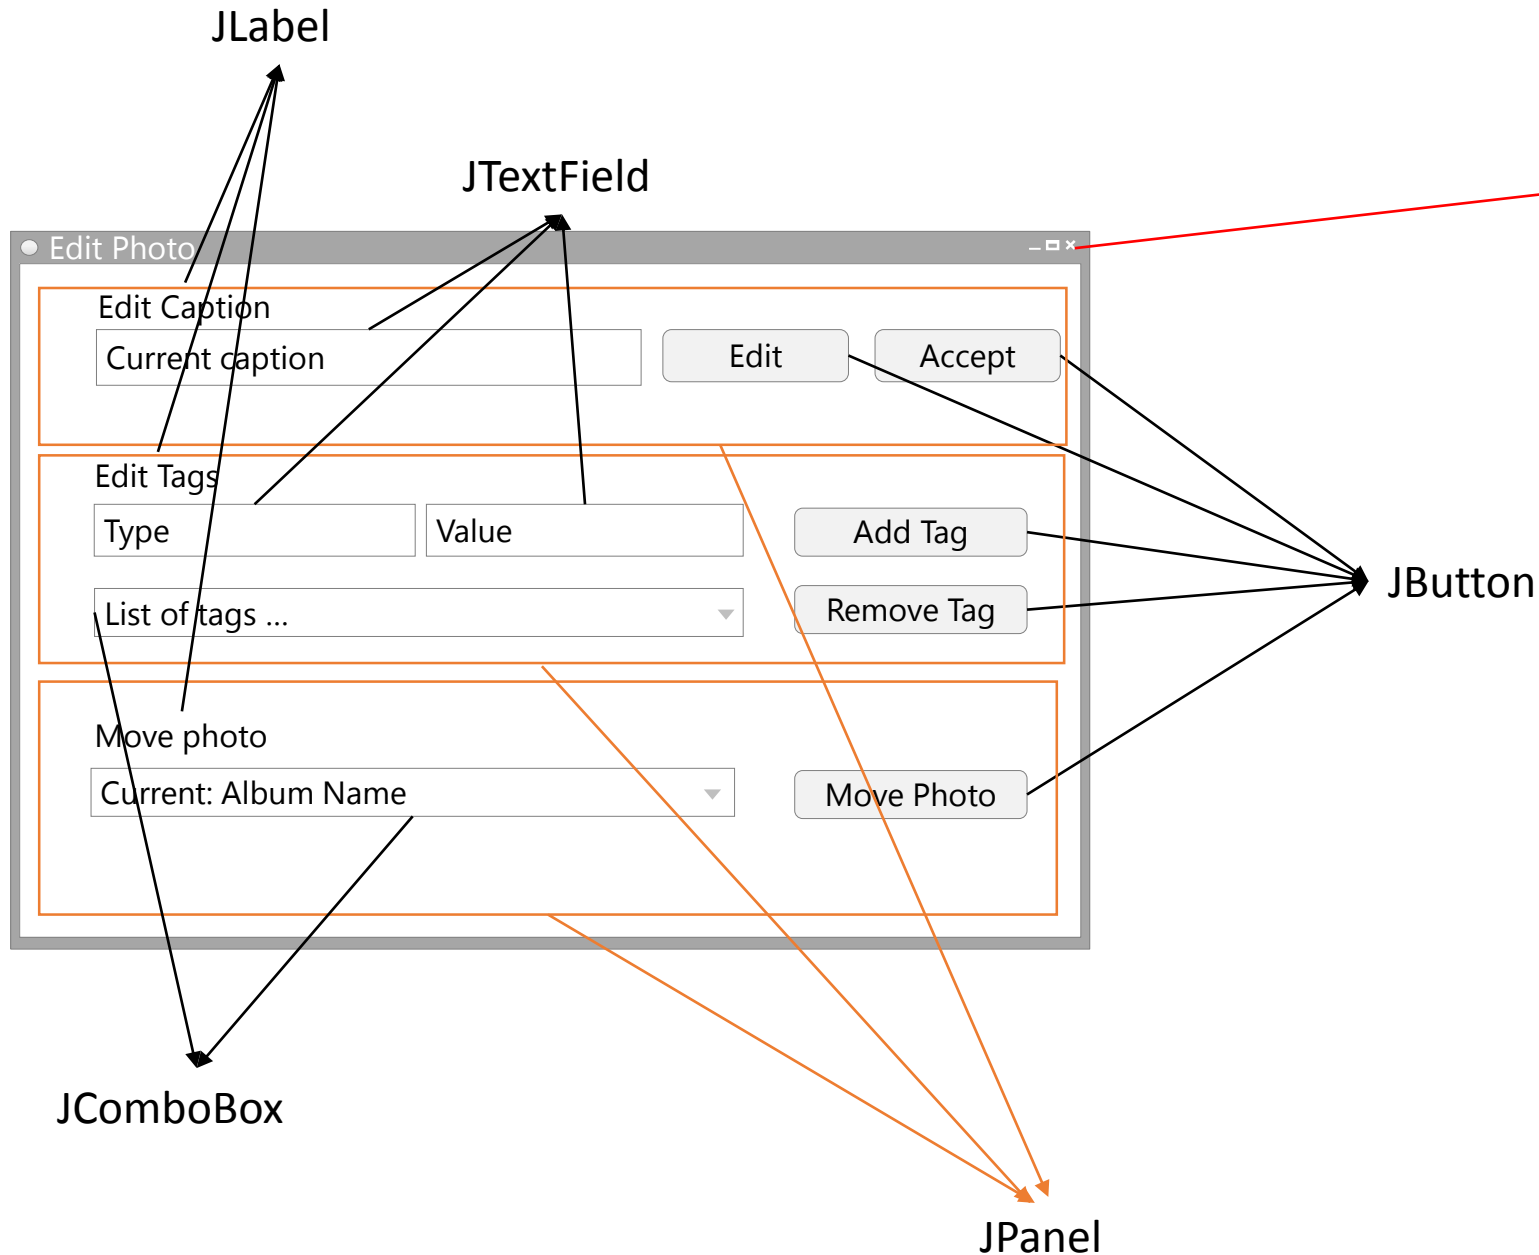 JLabel
JTextField
Edit Photo
Edit Caption
Current caption
Edit
Accept
Edit Tags
Type
Value
Add Tag
JButton
List of tags ...
Remove Tag
Move photo
Current: Album Name
Move Photo
JComboBox
JPanel